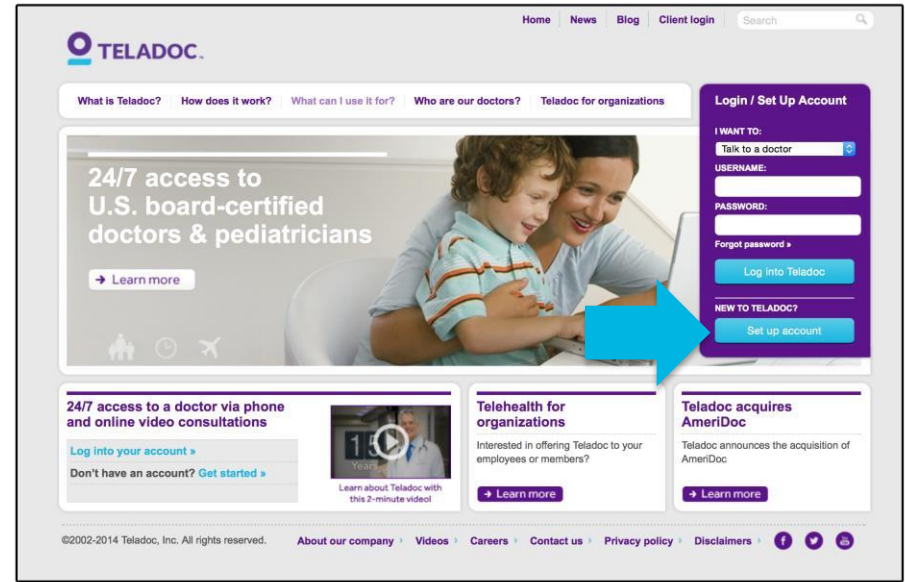 Home News Blog Client login Search
TELADOC™
What is Teladoc? How does it work? What can I use it for? Who are our doctors? Teladoc for organizations
Login / Set Up Account
I WANT TO:
Talk to a doctor
USERNAME:
PASSWORD:
Forgot password »
Log into Teladoc
NEW TO TELADOC?
Set up account
24/7 access to
U.S. board-certified
doctors & pediatricians
→ Learn more
24/7 access to a doctor via phone
and online video consultations
Log into your account »
Don't have an account? Get started »
15
Years
Learn about Teladoc with
this 2-minute video!
Telehealth for
organizations
Interested in offering Teladoc to your
employees or members?
→ Learn more
Teladoc acquires
AmeriDoc
Teladoc announces the acquisition of
AmeriDoc
→ Learn more
©2002-2014 Teladoc, Inc. All rights reserved. About our company Videos Careers Contact us Privacy policy Disclaimers